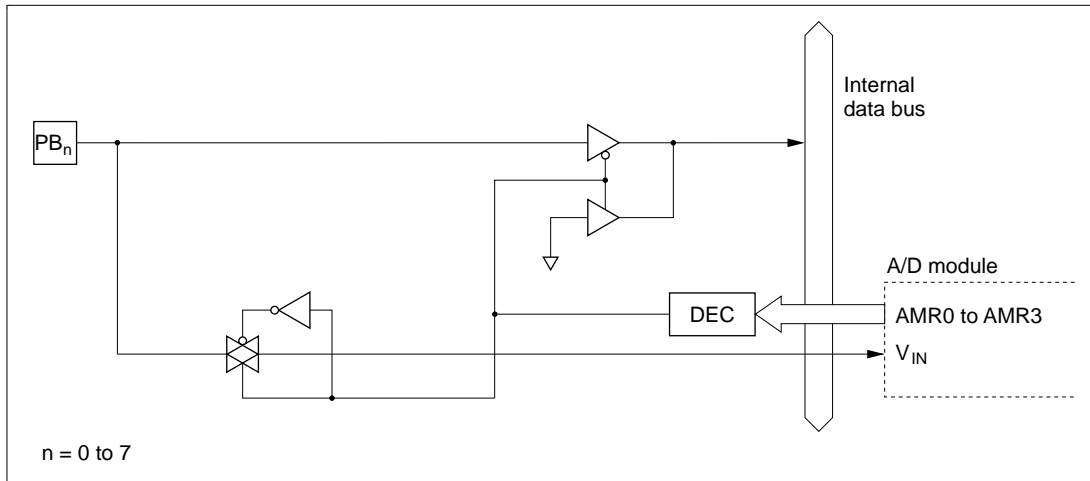 Internal
data bus
PBn
A/D module
DEC
AMR0 to AMR3
VIN
n = 0 to 7